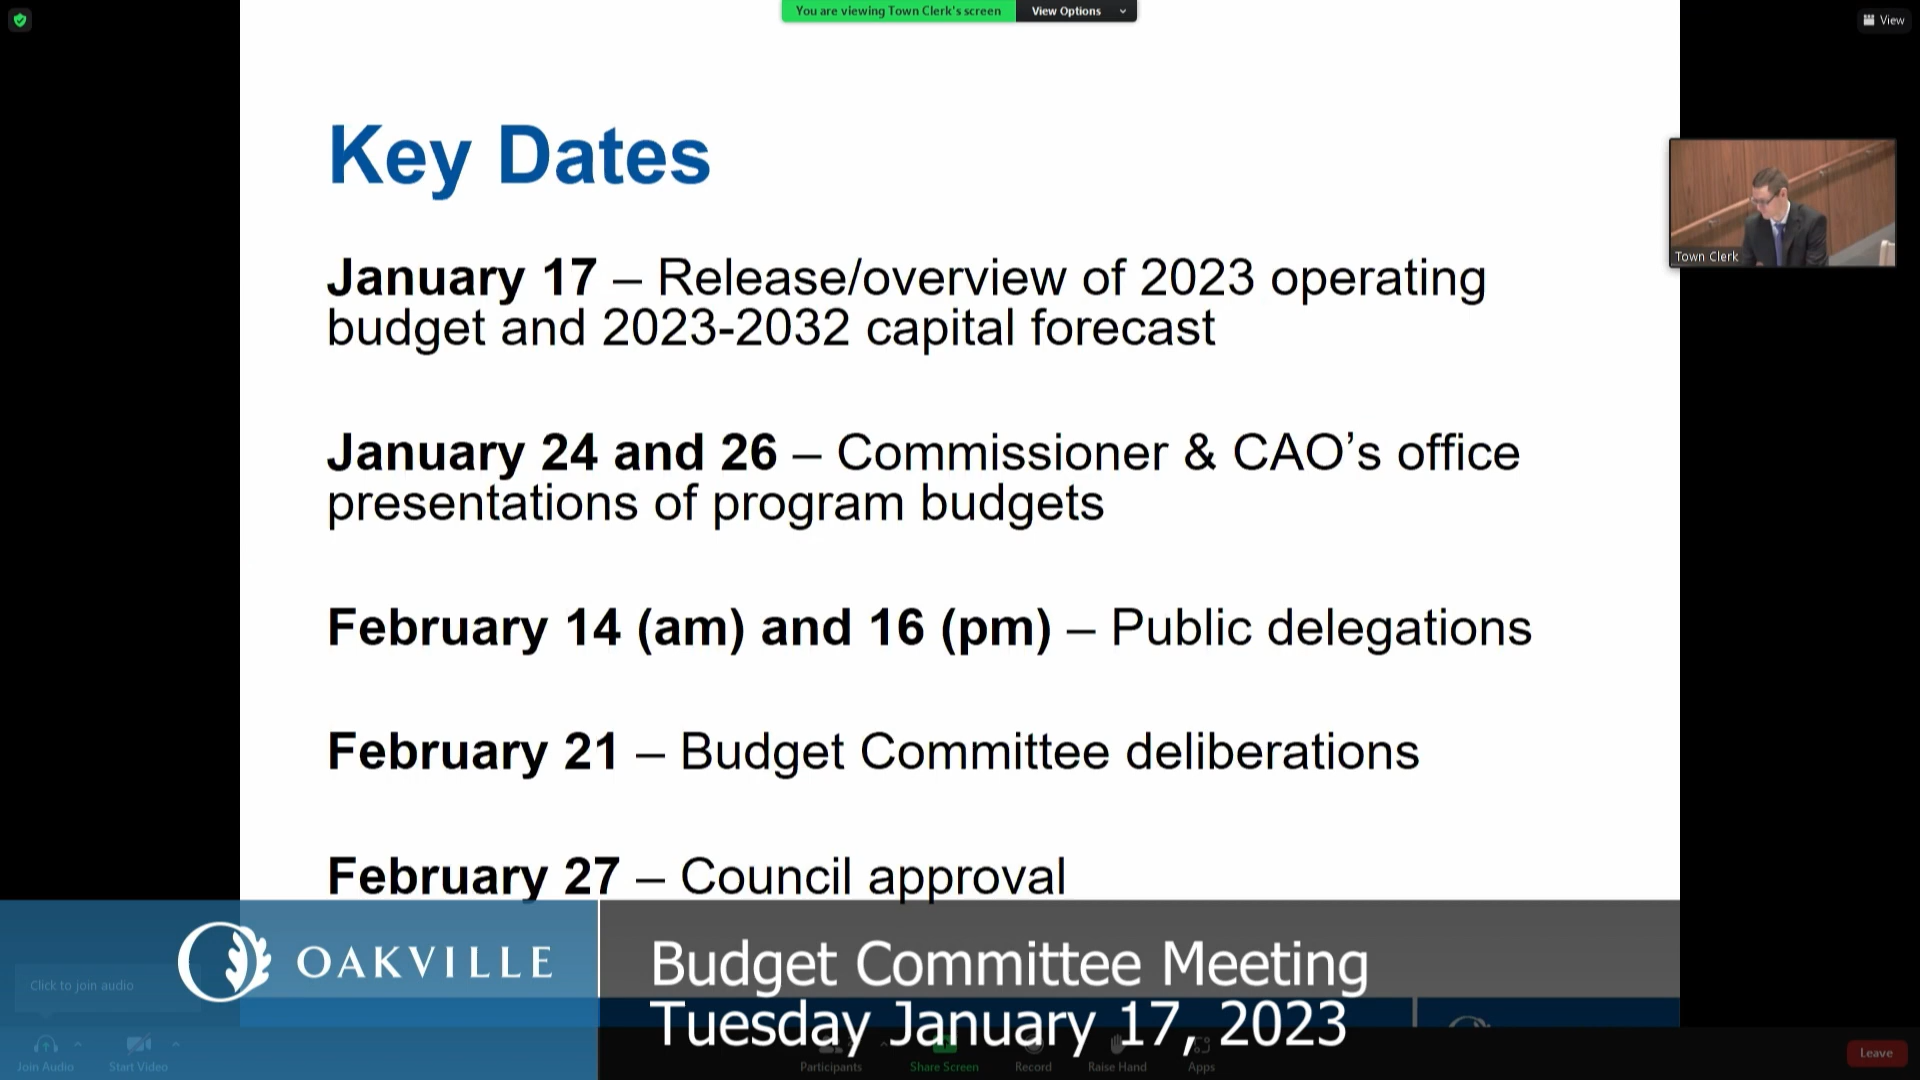 You are viewing Town Clerk's screen
View Options
View
Key Dates
January 17 – Release/overview of 2023 operating
budget and 2023-2032 capital forecast
January 24 and 26 – Commissioner & CAO's office
presentations of program budgets
February 14 (am) and 16 (pm) – Public delegations
February 21 – Budget Committee deliberations
February 27 – Council approval
Town Clerk
OAKVILLE
Budget Committee Meeting
Tuesday January 17, 2023
Click to join audio
Join Audio
Start Video
Participants
Share Screen
Record
Raise Hand
Apps
Leave